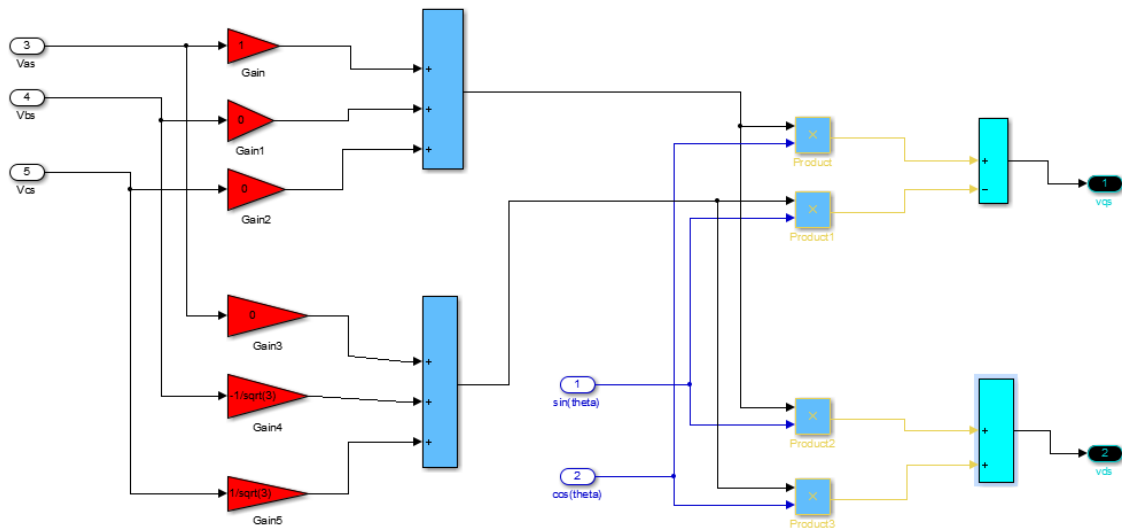 3
Vas
1
Gain
+
4
Vbs
0
Gain1
+
5
Vcs
0
Gain2
+
×
Product
+
−
1
vqs
×
Product1
0
Gain3
+
-1/sqrt(3)
Gain4
+
1/sqrt(3)
Gain5
+
1
sin(theta)
2
cos(theta)
×
Product2
×
Product3
+
+
2
vds